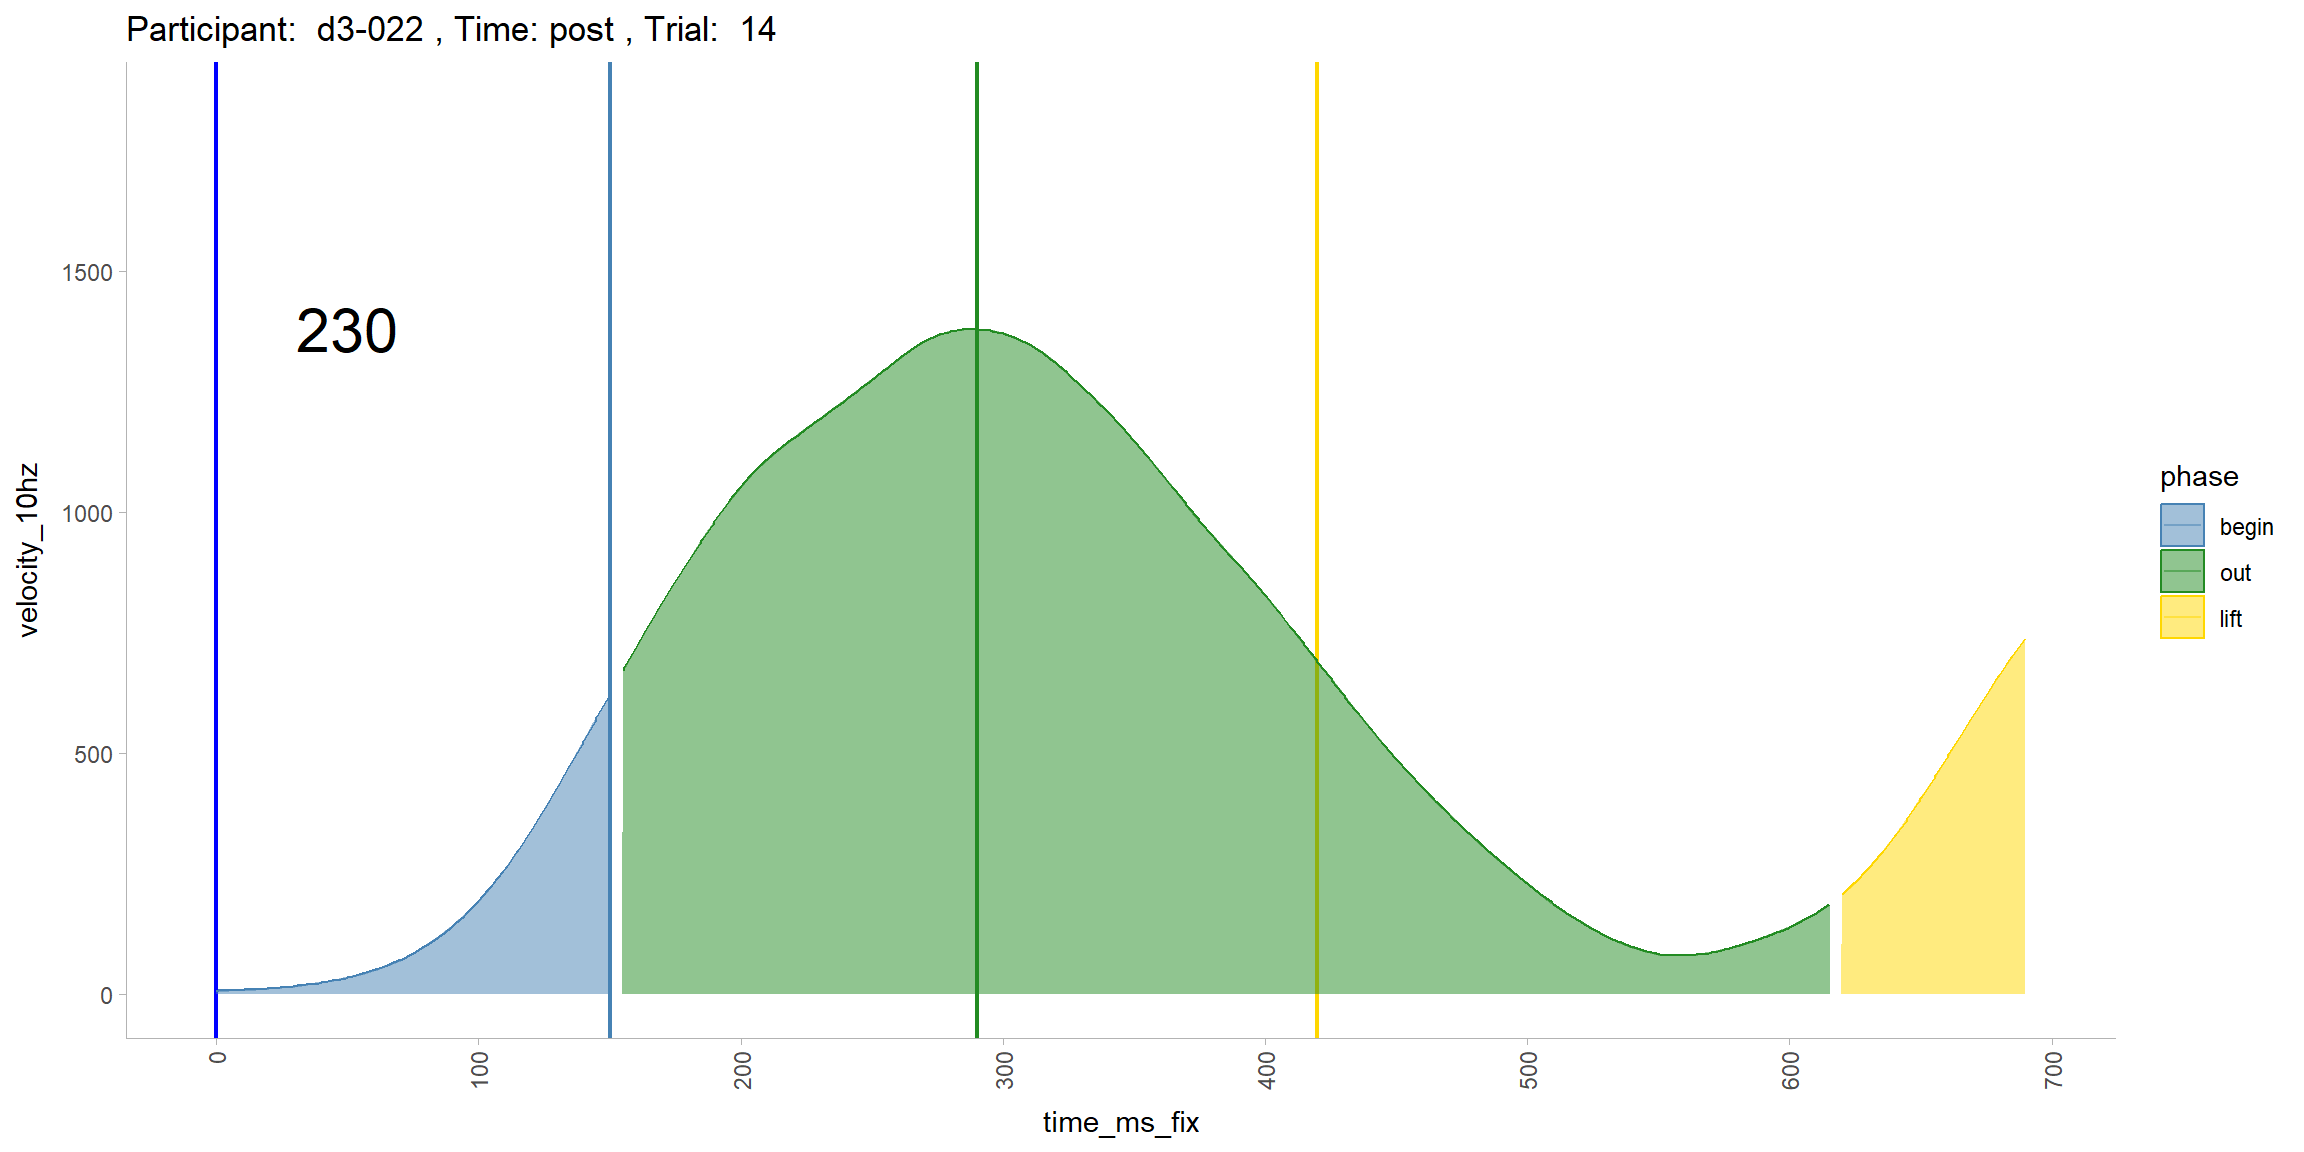 Participant:  d3-022 , Time: post , Trial:  14
1500
230
1000
500
0
velocity_10hz
0 100 200 300 400 500 600 700
time_ms_fix
phase
begin
out
lift